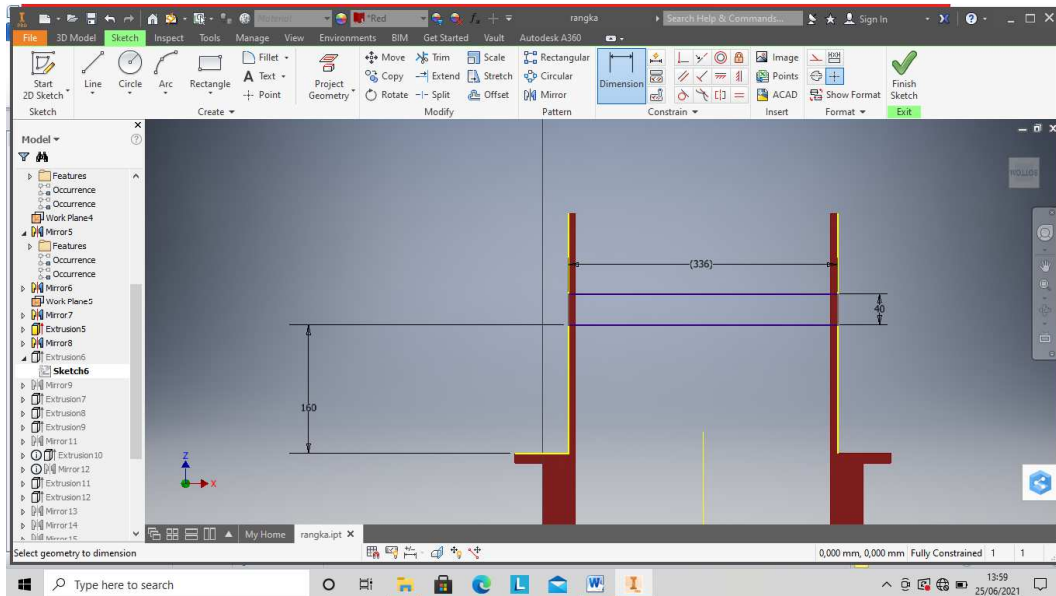 PRO
Material
*Red
rangka
Search Help & Commands...
Sign In
File 3D Model Sketch Inspect Tools Manage View Environments BIM Get Started Vault Autodesk A360
Start
2D Sketch
Line
Circle
Arc
Rectangle
Fillet
Text
Point
Project
Geometry
Move Trim Scale
Copy Extend Stretch
Rotate Split Offset
Rectangular
Circular
Mirror
Dimension
Image
Points
ACAD
Show Format
Finish
Sketch
Sketch Create Modify Pattern Constrain Insert Format Exit
Model
Features
Occurrence
Occurrence
Work Plane4
Mirror5
Features
Occurrence
Occurrence
Mirror6
Work Plane5
Mirror7
Extrusion5
Mirror8
Extrusion6
Sketch6
Mirror9
Extrusion7
Extrusion8
Extrusion9
Mirror11
Extrusion10
Mirror12
Extrusion11
Extrusion12
Mirror13
Mirror14
Mirror15
BOTTOM
(336)
40
160
Z
X
My Home rangka.ipt
Select geometry to dimension
0,000 mm, 0,000 mm Fully Constrained 1 1
Type here to search
13:59
25/06/2021